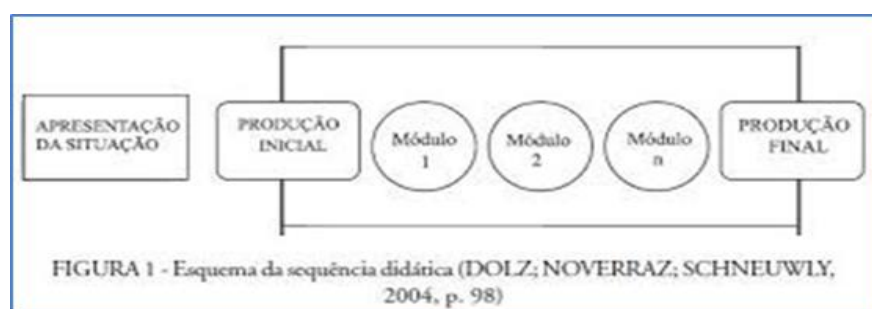 APRESENTAÇÃO
DA SITUAÇÃO
PRODUÇÃO
INICIAL
Módulo
1
Módulo
2
Módulo
n
PRODUÇÃO
FINAL
FIGURA 1 - Esquema da sequência didática (DOLZ; NOVERRAZ; SCHNEUWLY,
2004, p. 98)